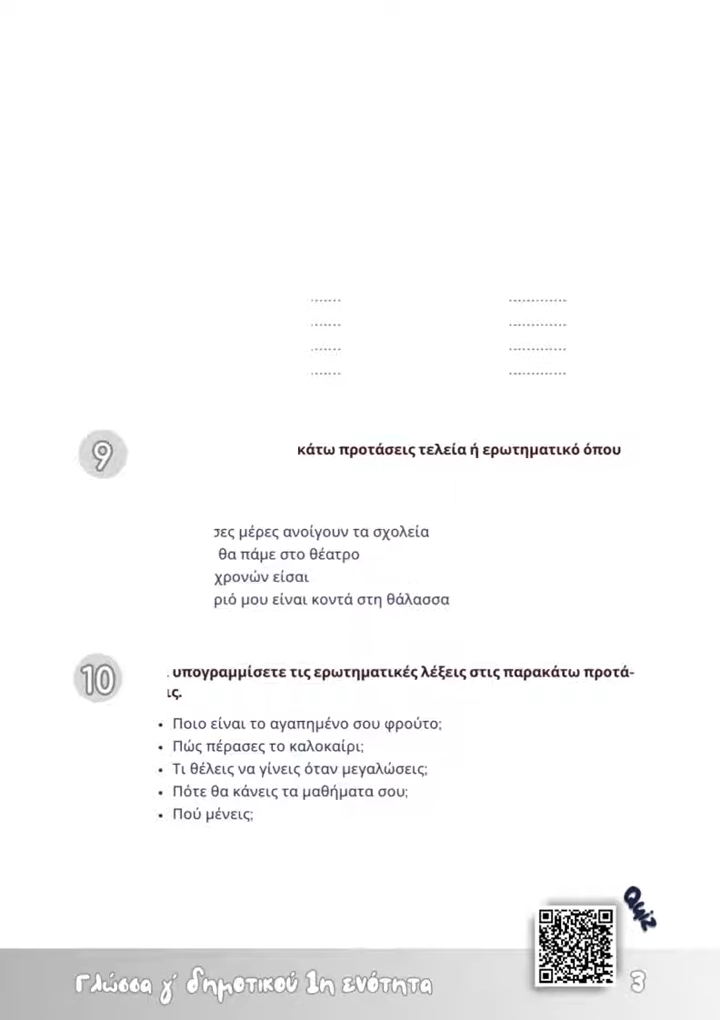 9
κάτω προτάσεις τελεία ή ερωτηματικό όπου
μέρες ανοίγουν τα σχολεία
θα πάμε στο θέατρο
χρονών είσαι
μου είναι κοντά στη θάλασσα
10
υπογραμμίσετε τις ερωτηματικές λέξεις στις παρακάτω προτά-
ις.
• Ποιο είναι το αγαπημένο σου φρούτο;
• Πώς πέρασες το καλοκαίρι;
• Τι θέλεις να γίνεις όταν μεγαλώσεις;
• Πότε θα κάνεις τα μαθήματα σου;
• Πού μένεις;
Quiz
Γλώσσα γ΄ δημοτικού 1η ενότητα
3